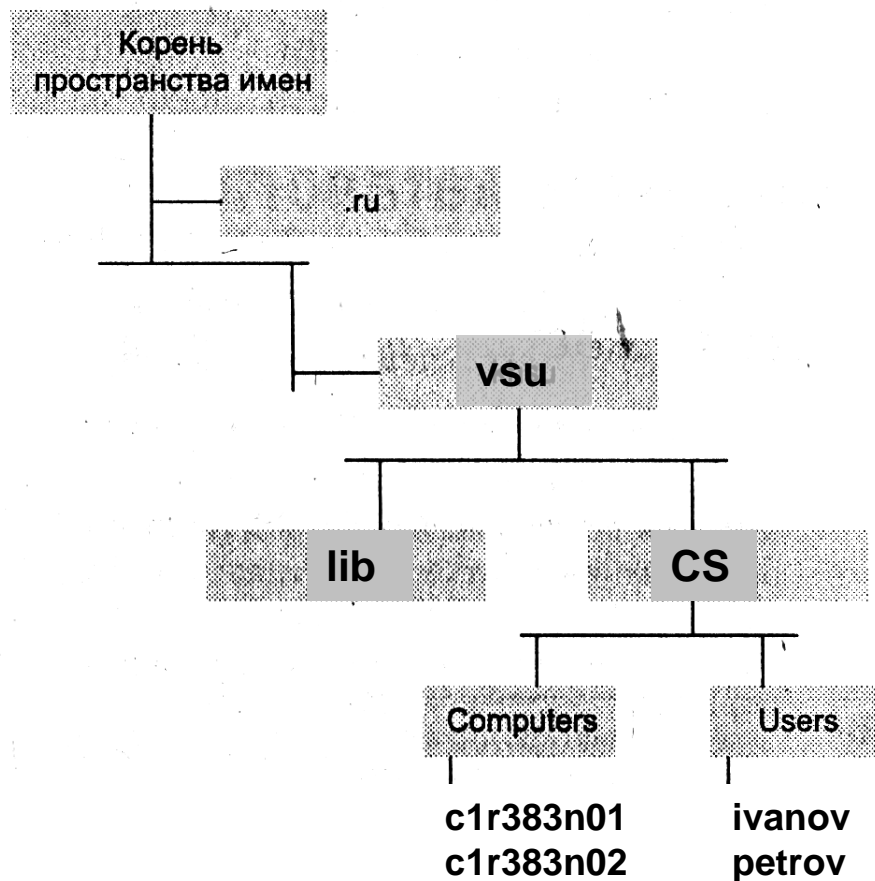 Корень
пространства имен
.ru
vsu
lib
CS
Computers
Users
c1r383n01
ivanov
c1r383n02
petrov